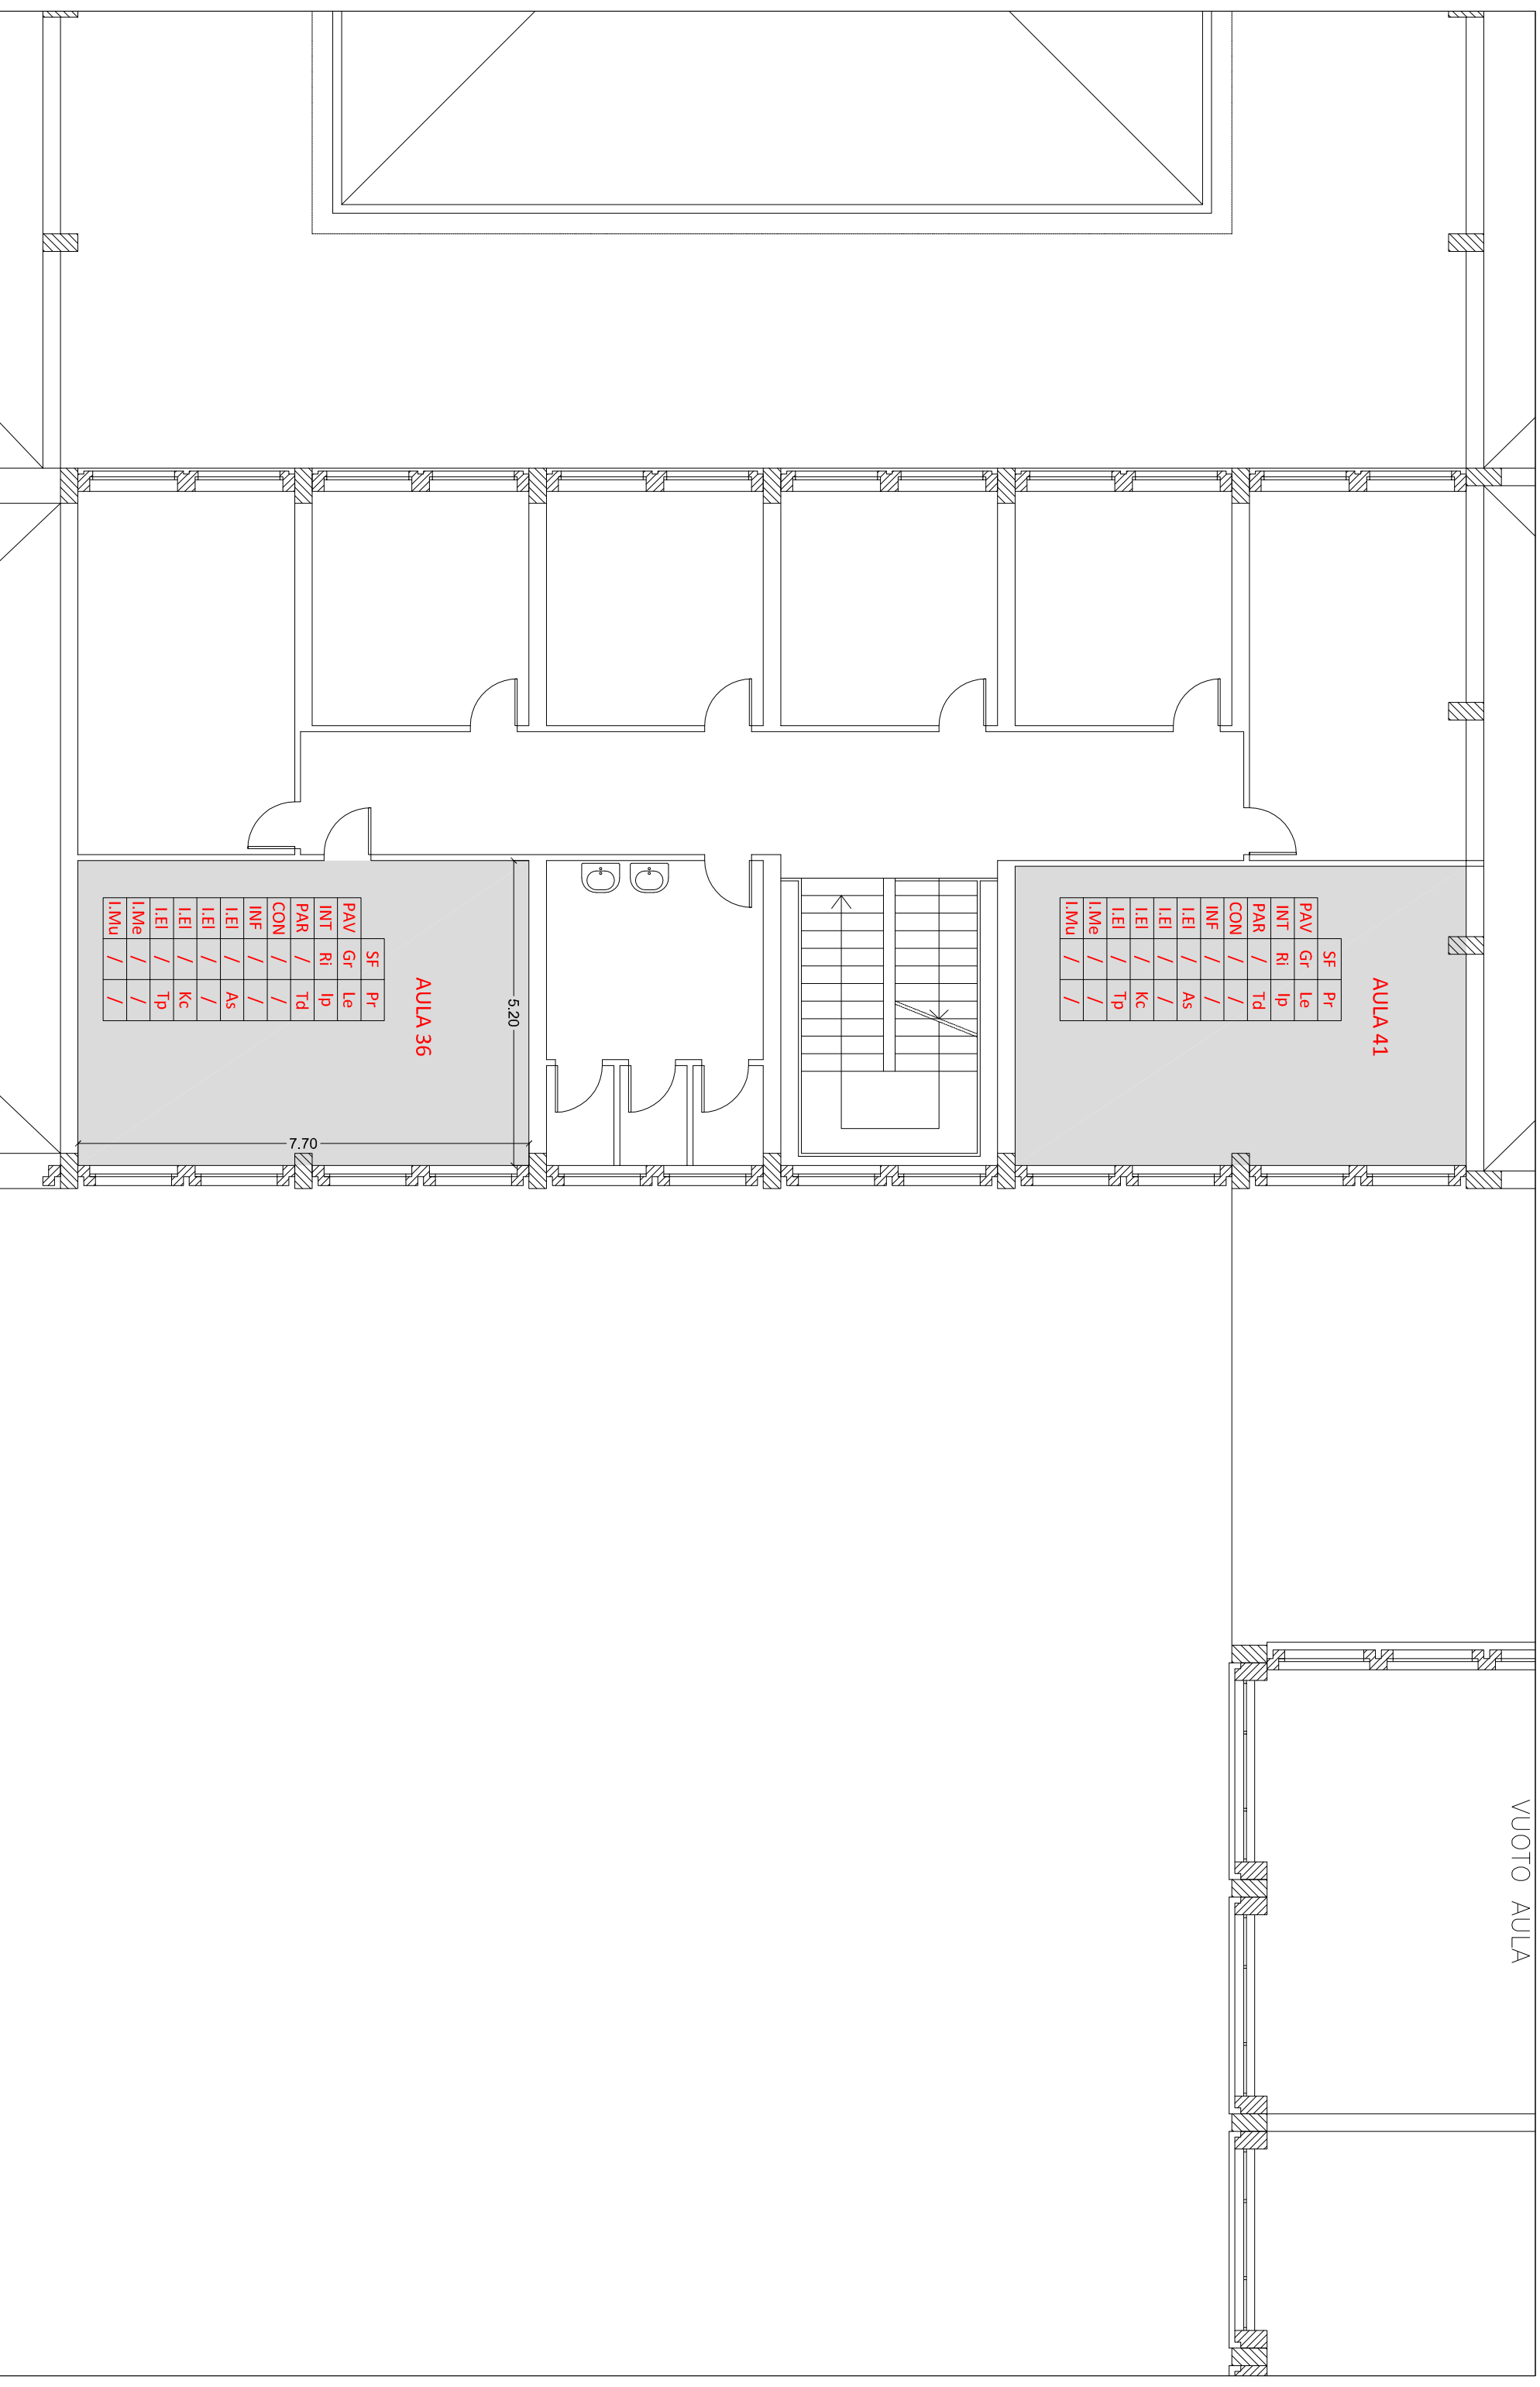 AULA 36
SF Pr
PAV Gr Le
INT Ri Ip
PAR / Td
CON / /
INF / /
I.El / As
I.El / /
I.El / Kc
I.El / Tp
I.Me / /
I.Mu / /
5.20
7.70
AULA 41
SF Pr
PAV Gr Le
INT Ri Ip
PAR / Td
CON / /
INF / /
I.El / As
I.El / /
I.El / Kc
I.El / Tp
I.Me / /
I.Mu / /
VUOTO AULA